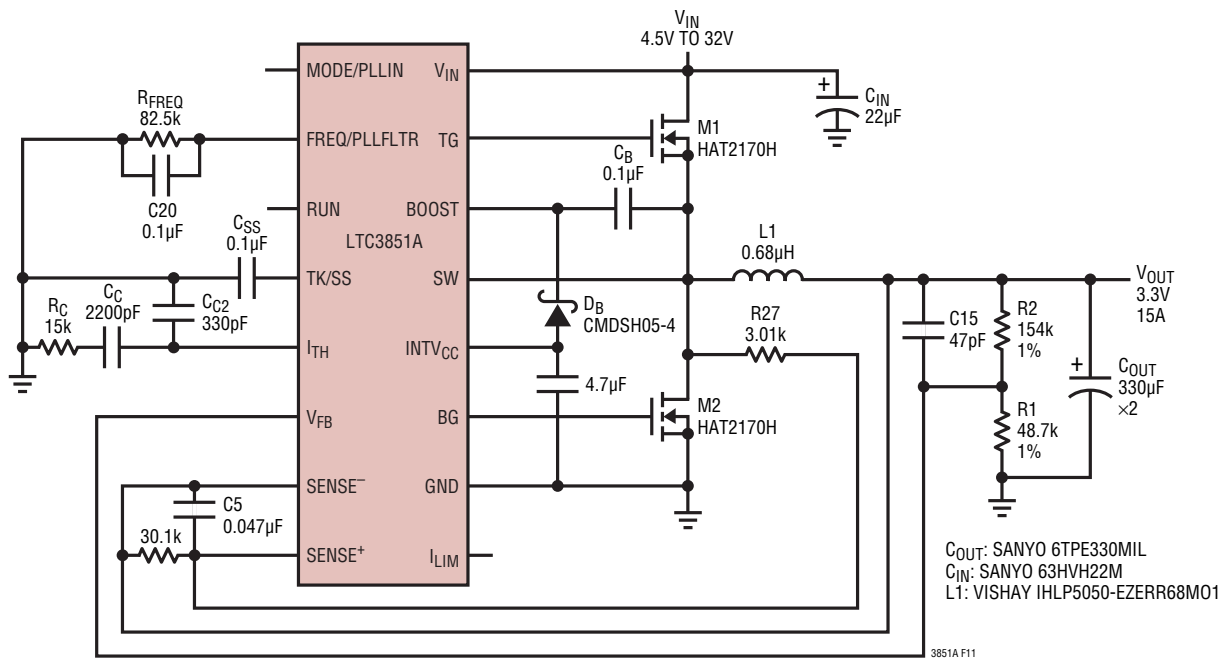 VIN
4.5V TO 32V
MODE/PLLIN
VIN
CIN
22µF
+
RFREQ
82.5k
FREQ/PLLFLTR
TG
M1
HAT2170H
C20
0.1µF
CB
0.1µF
RUN
BOOST
LTC3851A
CSS
0.1µF
TK/SS
SW
L1
0.68µH
VOUT
3.3V
15A
RC
15k
CC
2200pF
CC2
330pF
DB
CMDSH05-4
R27
3.01k
C15
47pF
R2
154k
1%
ITH
INTVCC
4.7µF
+
COUT
330µF
×2
VFB
BG
M2
HAT2170H
R1
48.7k
1%
SENSE–
GND
C5
0.047µF
30.1k
SENSE+
ILIM
COUT: SANYO 6TPE330MIL
CIN: SANYO 63HVH22M
L1: VISHAY IHLP5050-EZERR68MO1
3851A F11